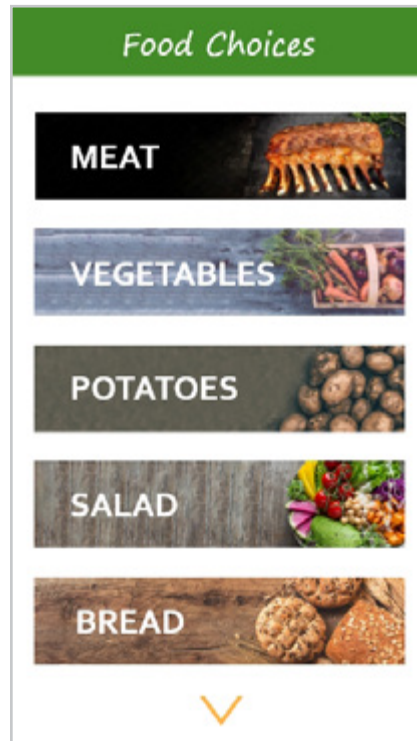 Food Choices
MEAT
VEGETABLES
POTATOES
SALAD
BREAD